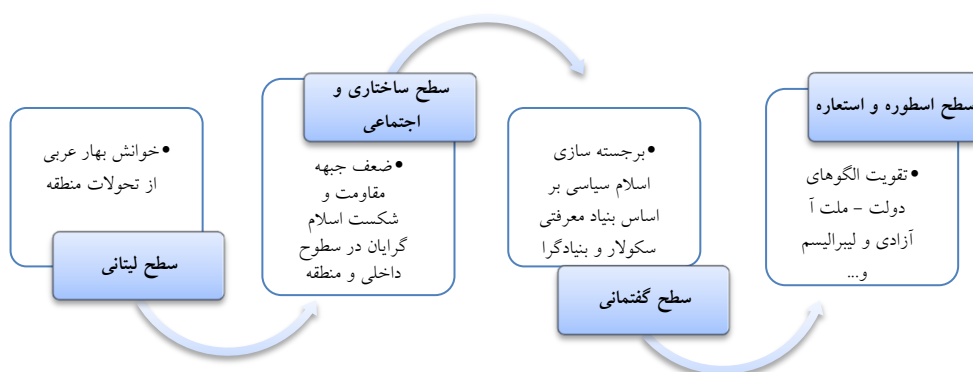 •خوانش بهار عربی
از تحولات منطقه
سطح لیتانی
سطح ساختاری و
اجتماعی
•ضعف جبهه
مقاومت و
شکست اسلام
گرایان در سطوح
داخلی و منطقه
•برجسته سازی
اسلام سیاسی بر
اساس بنیاد معرفتی
سکولار و بنیادگرا
سطح گفتمانی
سطح اسطوره و استعاره
•تقویت الگوهای
دولت – ملت آ
آزادی و لیبرالیسم
و...